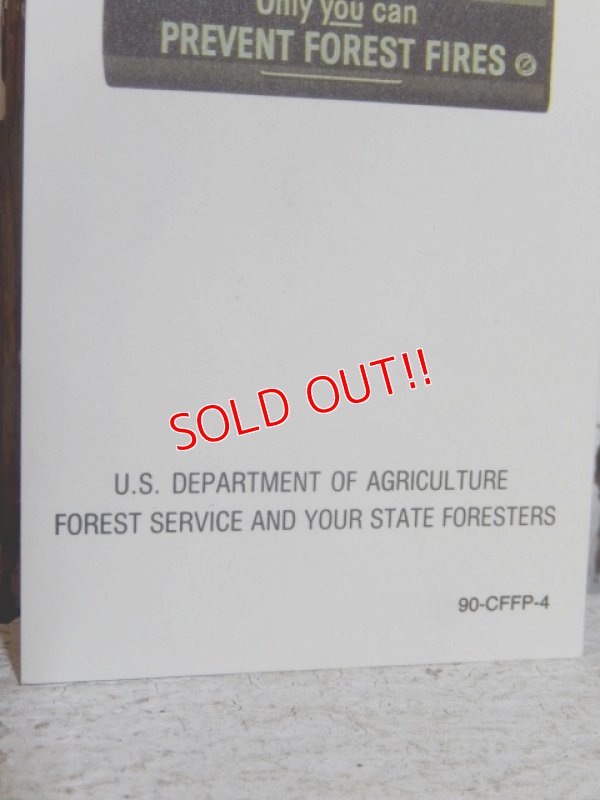 Only you can
PREVENT FOREST FIRES
SOLD OUT!!
U.S. DEPARTMENT OF AGRICULTURE
FOREST SERVICE AND YOUR STATE FORESTERS
90-CFFP-4